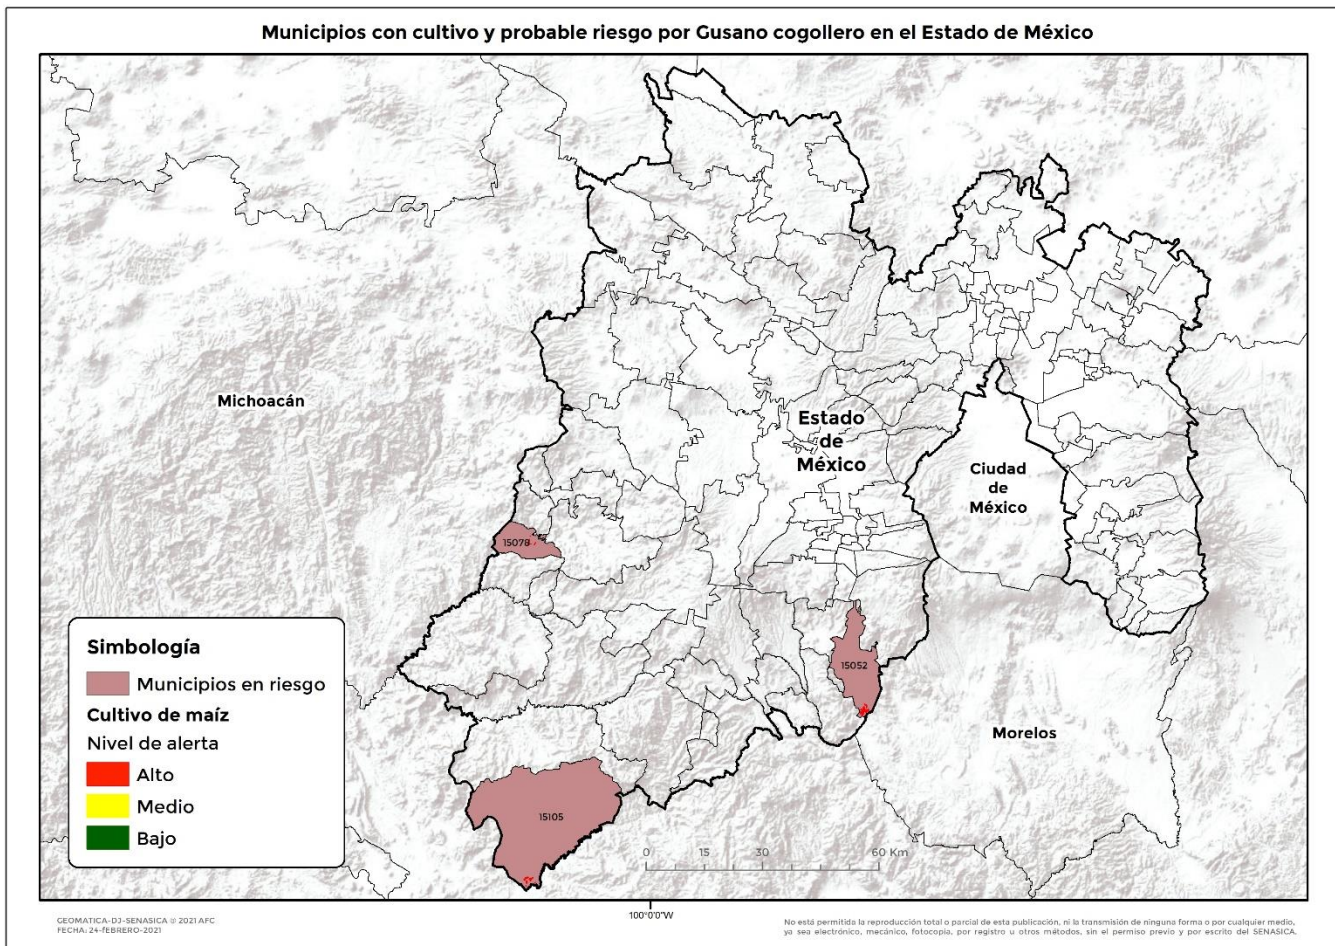 Municipios con cultivo y probable riesgo por Gusano cogollero en el Estado de México
Michoacán
Estado
de
México
Ciudad
de
México
15078
15052
Morelos
15105
Simbología
Municipios en riesgo
Cultivo de maíz
Nivel de alerta
Alto
Medio
Bajo
0 15 30 60 Km
100°0'0"W
GEOMATICA-DJ-SENASICA © 2021 AFC
FECHA: 24-fEBRERO-2021
No está permitida la reproducción total o parcial de esta publicación, ni la transmisión de ninguna forma o por cualquier medio,
ya sea electrónico, mecánico, fotocopia, por registro u otros métodos, sin el permiso previo y por escrito del SENASICA.